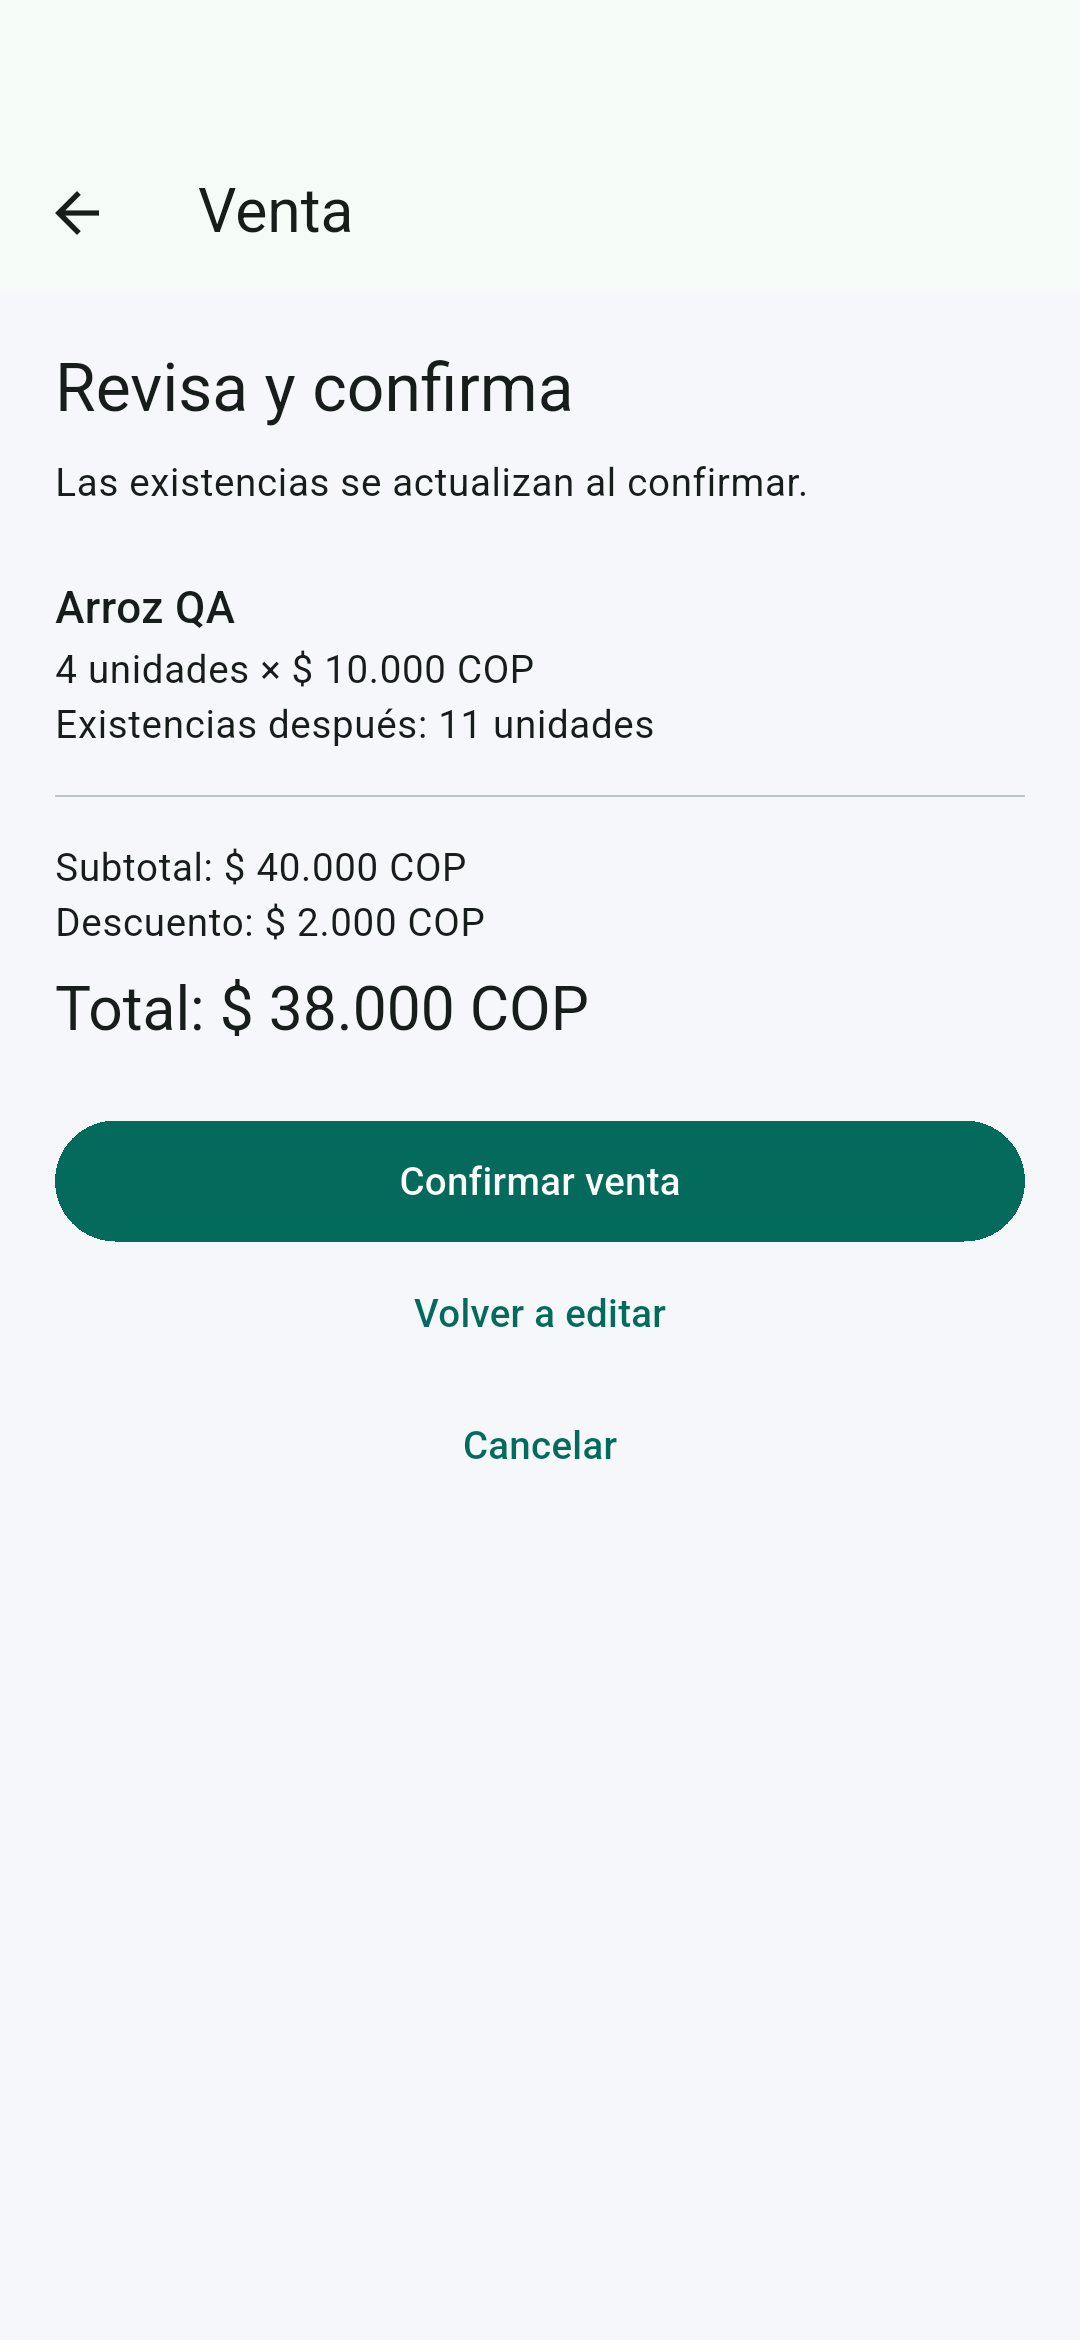 Venta
Revisa y confirma
Las existencias se actualizan al confirmar.
Arroz QA
4 unidades × $ 10.000 COP
Existencias después: 11 unidades
Subtotal: $ 40.000 COP
Descuento: $ 2.000 COP
Total: $ 38.000 COP
Confirmar venta
Volver a editar
Cancelar